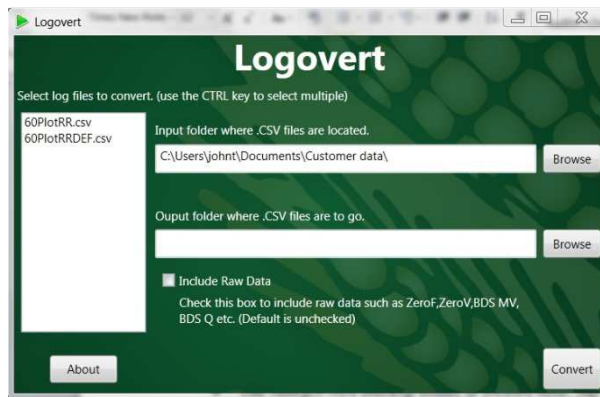 Logovert
Logovert
Select log files to convert. (use the CTRL key to select multiple)
60PlotRR.csv
60PlotRRDEF.csv
Input folder where .CSV files are located.
C:\Users\johnt\Documents\Customer data\
Browse
Ouput folder where .CSV files are to go.
Browse
Include Raw Data
Check this box to include raw data such as ZeroF,ZeroV,BDS MV,
BDS Q etc. (Default is unchecked)
About
Convert